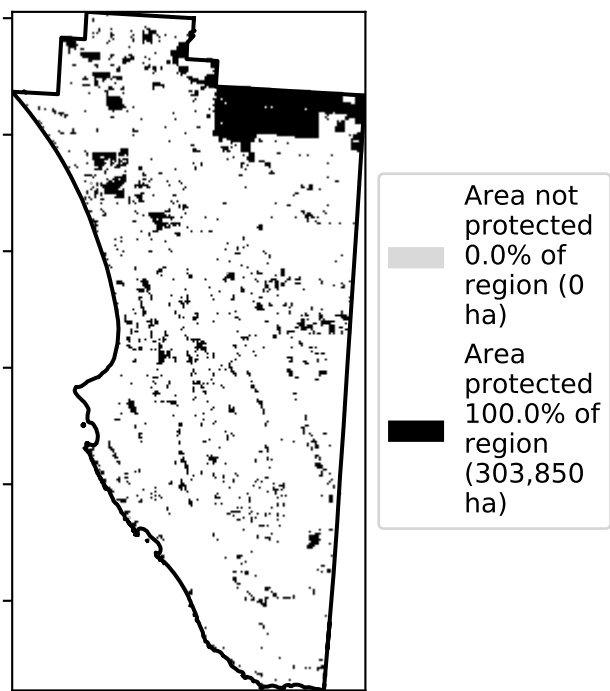 Area not
protected
0.0% of
region (0
ha)
Area
protected
100.0% of
region
(303,850
ha)